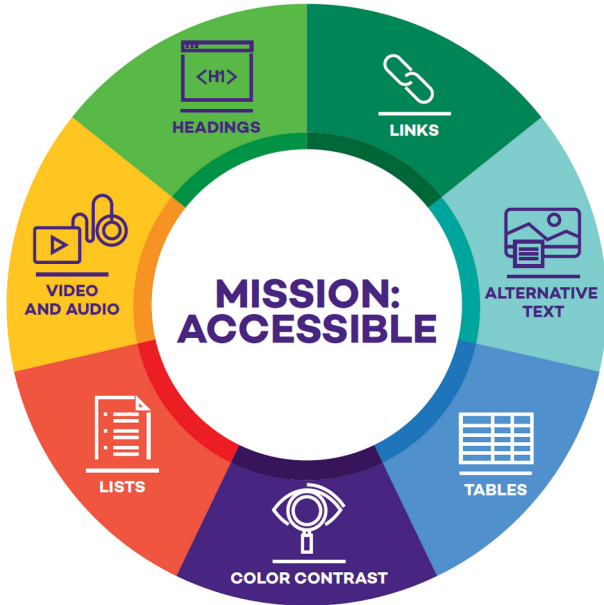 <H1>
HEADINGS
LINKS
VIDEO
AND AUDIO
MISSION:
ACCESSIBLE
ALTERNATIVE
TEXT
LISTS
TABLES
COLOR CONTRAST